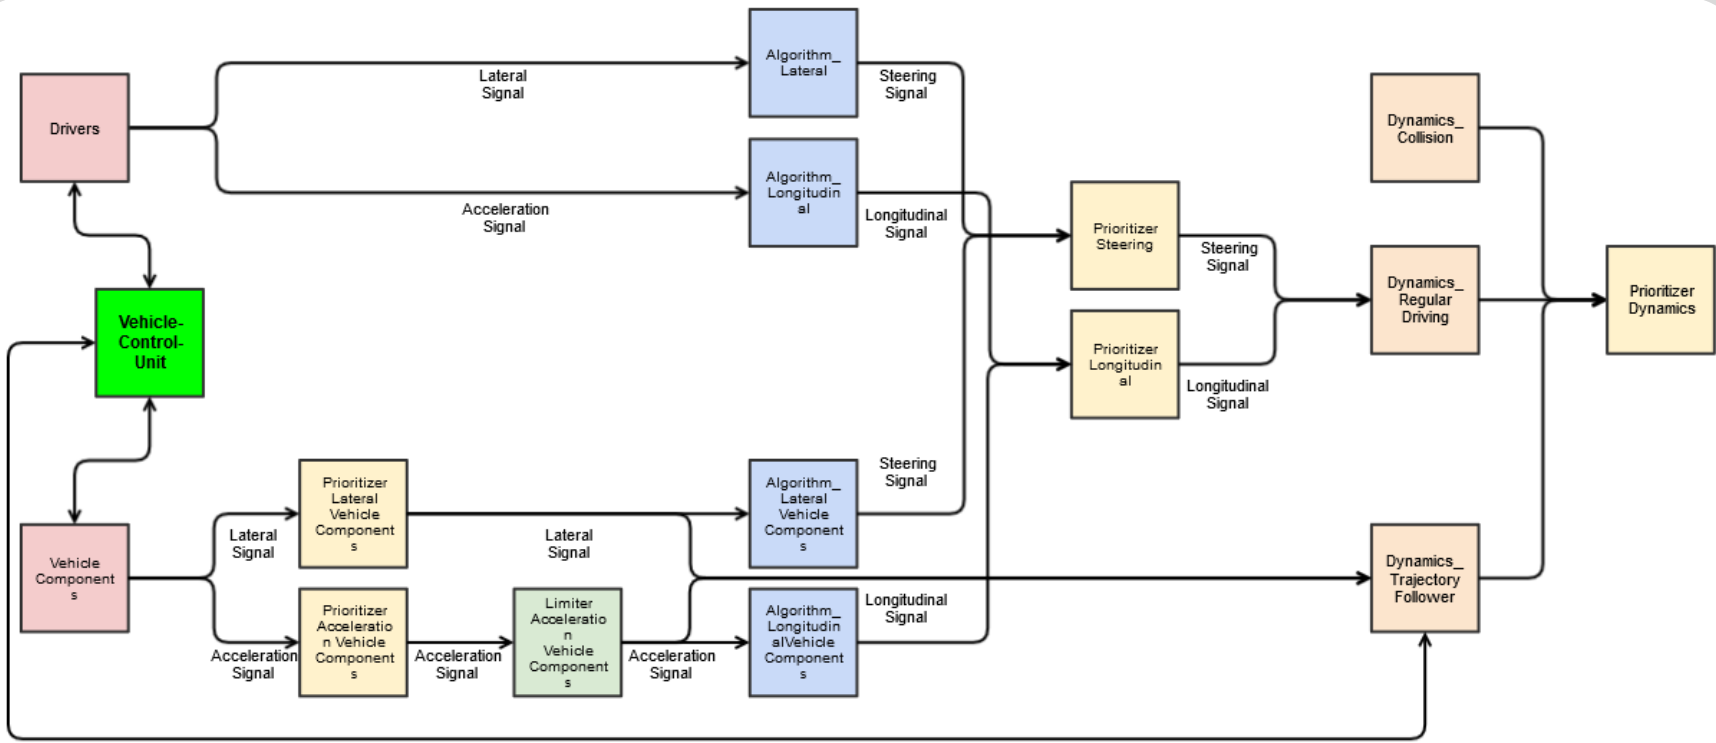 Drivers
Lateral
Signal
Acceleration
Signal
Algorithm_
Lateral
Steering
Signal
Algorithm_
Longitudin
al
Longitudinal
Signal
Prioritizer
Steering
Steering
Signal
Prioritizer
Longitudin
al
Longitudinal
Signal
Dynamics_
Collision
Dynamics_
Regular
Driving
Prioritizer
Dynamics
Vehicle-
Control-
Unit
Vehicle
Component
s
Lateral
Signal
Acceleration
Signal
Prioritizer
Lateral
Vehicle
Component
s
Lateral
Signal
Prioritizer
Acceleratio
n Vehicle
Component
s
Acceleration
Signal
Limiter
Acceleratio
n
Vehicle
Component
s
Acceleration
Signal
Algorithm_
Lateral
Vehicle
Component
s
Steering
Signal
Algorithm_
Longitudin
alVehicle
Component
s
Longitudinal
Signal
Dynamics_
Trajectory
Follower